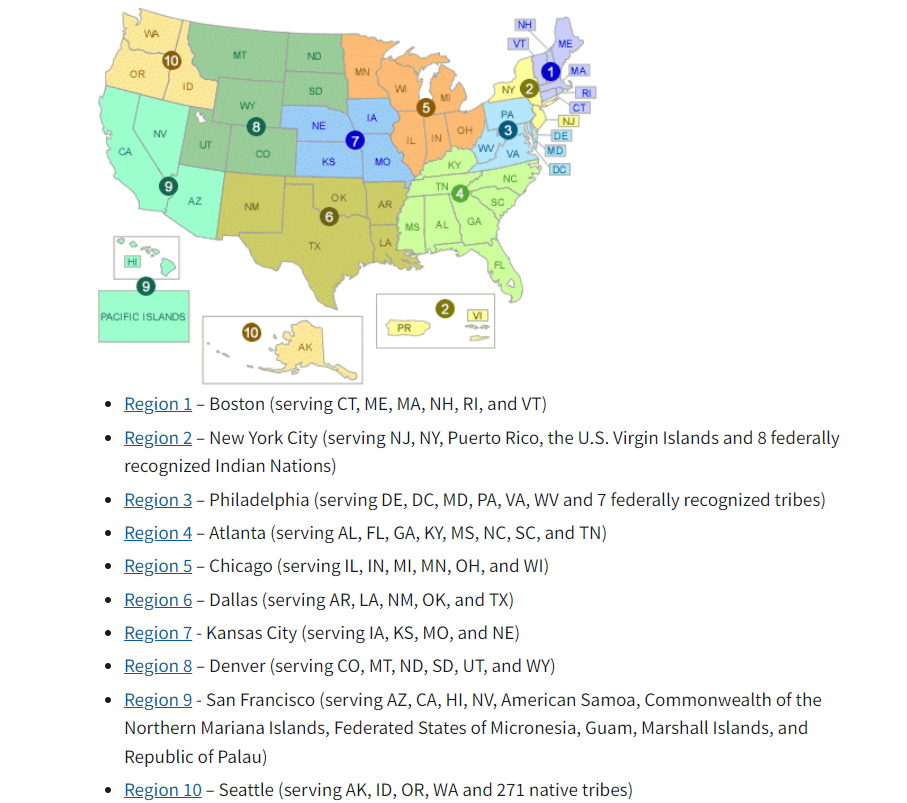 NH
WA
VT
ME
MT
ND
10
1
MA
OR
MN
ID
WI
SD
NY
2
RI
MI
WY
5
CT
8
PA
NJ
NE
IA
3
DE
NV
7
OH
UT
IL
IN
WV
MD
CA
CO
VA
KS
MO
KY
DC
NC
9
TN
4
AZ
OK
SC
NM
AR
6
MS
AL
GA
TX
LA
HI
FL
9
2
PACIFIC ISLANDS
VI
PR
10
AK
• Region 1 – Boston (serving CT, ME, MA, NH, RI, and VT)
• Region 2 – New York City (serving NJ, NY, Puerto Rico, the U.S. Virgin Islands and 8 federally
recognized Indian Nations)
• Region 3 – Philadelphia (serving DE, DC, MD, PA, VA, WV and 7 federally recognized tribes)
• Region 4 – Atlanta (serving AL, FL, GA, KY, MS, NC, SC, and TN)
• Region 5 – Chicago (serving IL, IN, MI, MN, OH, and WI)
• Region 6 – Dallas (serving AR, LA, NM, OK, and TX)
• Region 7 - Kansas City (serving IA, KS, MO, and NE)
• Region 8 – Denver (serving CO, MT, ND, SD, UT, and WY)
• Region 9 - San Francisco (serving AZ, CA, HI, NV, American Samoa, Commonwealth of the
Northern Mariana Islands, Federated States of Micronesia, Guam, Marshall Islands, and
Republic of Palau)
• Region 10 – Seattle (serving AK, ID, OR, WA and 271 native tribes)